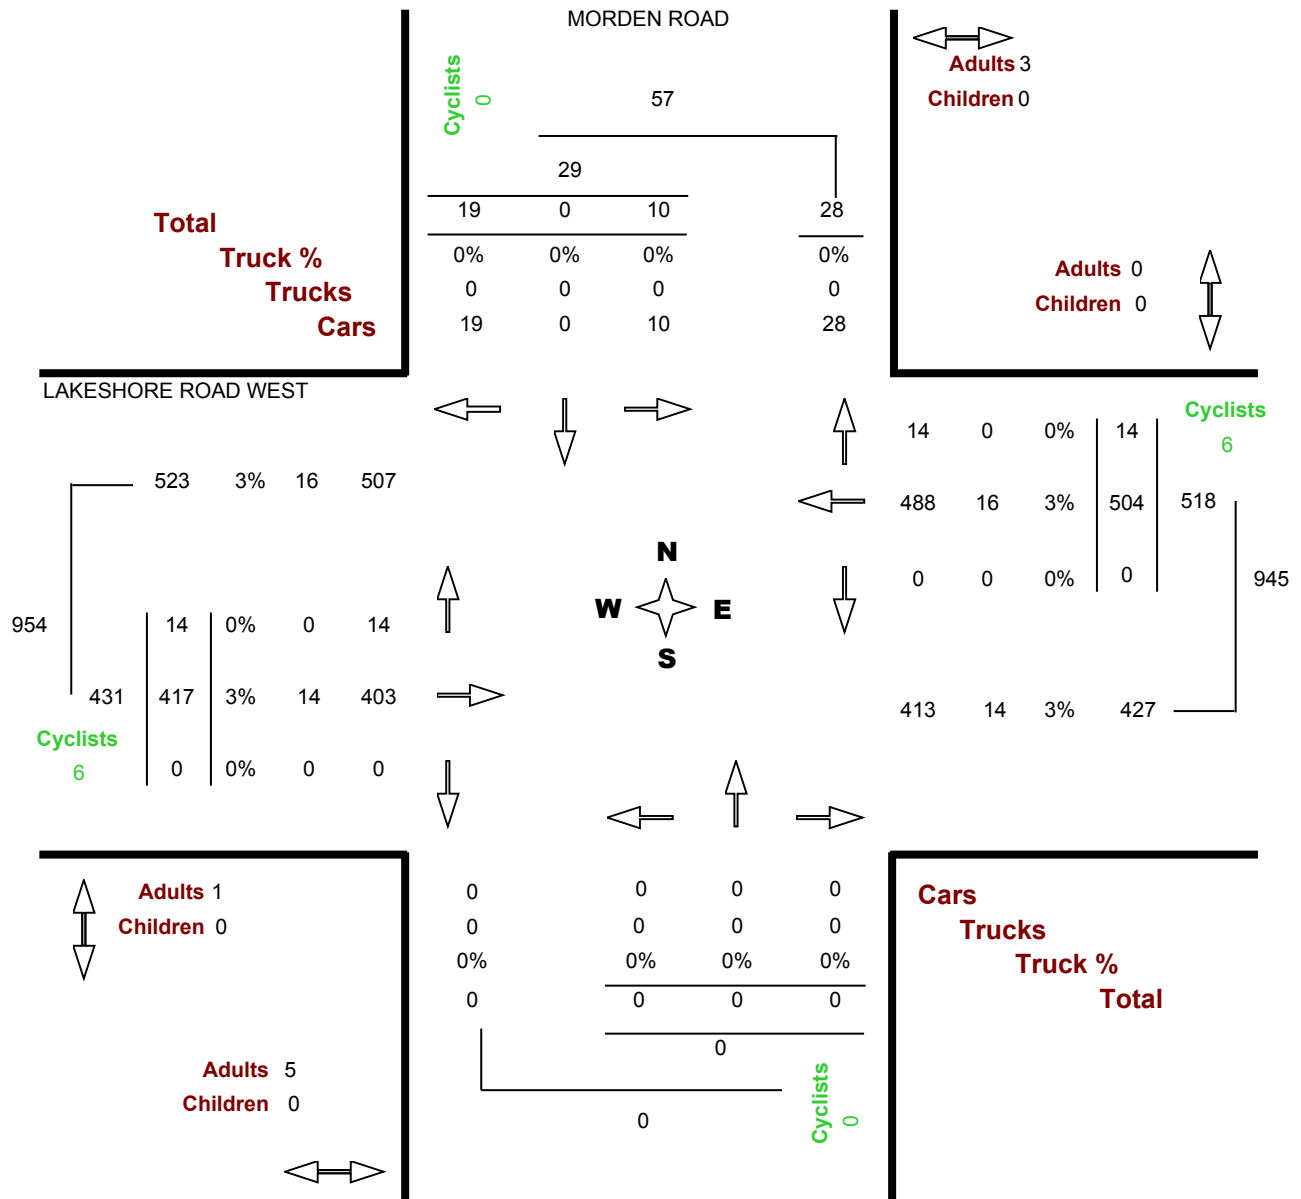 MORDEN ROAD
Adults 3
Children 0
Cyclists
0
57
29
19 0 10 28
Total
0% 0% 0% 0%
Truck %
0 0 0 0
Trucks
19 0 10 28
Cars
Adults 0
Children 0
LAKESHORE ROAD WEST
Cyclists
6
14 0 0% 14
523 3% 16 507
488 16 3% 504 518
0 0 0% 0
945
N
W E
S
954
14 0% 0 14
431 417 3% 14 403
413 14 3% 427
Cyclists
6
0 0% 0 0
Adults 1
Children 0
0 0 0 0
0 0 0 0
0% 0% 0% 0%
0 0 0 0
0
0
Cars
Trucks
Truck %
Total
Adults 5
Children 0
Cyclists
0